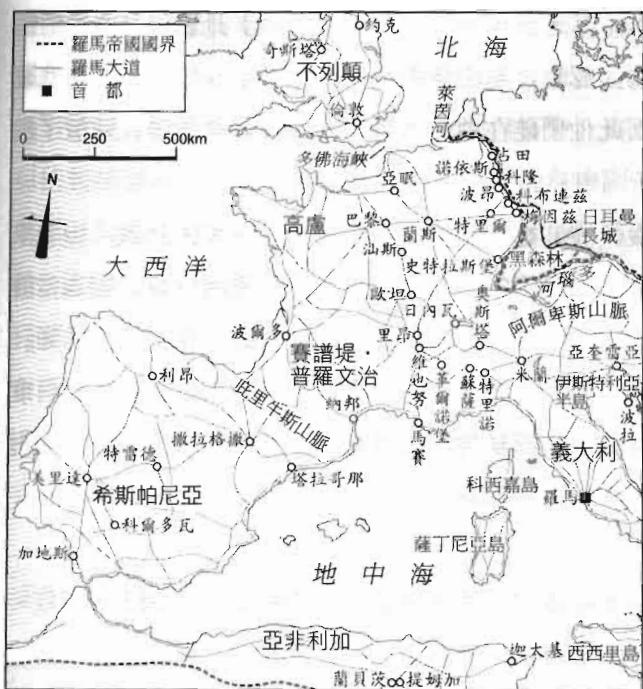 羅馬帝國國界
羅馬大道
首都
0 250 500km
N
約克
奇斯塔
不列顛
北海
倫敦
萊茵河
多佛海峽
占田
諾依斯
科隆
波昂
科布連茲
梅因茲
日耳曼長城
亞眠
高盧
巴黎
蘭斯
特里爾
汕斯
史特拉斯堡
黑森林
多瑙河
大西洋
歐坦
日內瓦
奧斯塔
阿爾卑斯山脈
波爾多
里昂
賽譜堤・
普羅文治
維也努
革爾諾堡
蘇薩
特里諾
米蘭
亞奎雷亞
伊斯特利亞
半島
波拉
利昂
庇里牛斯山脈
納邦
馬賽
撒拉格撒
特雷德
美里達
希斯帕尼亞
塔拉哥那
科爾多瓦
加地斯
義大利
羅馬
科西嘉島
薩丁尼亞島
地中海
亞非利加
迦太基
西西里島
蘭貝茨
提姆加